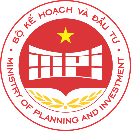 BỘ KẾ HOẠCH VÀ ĐẦU TƯ
MPI
MINISTRY OF PLANNING AND INVESTMENT